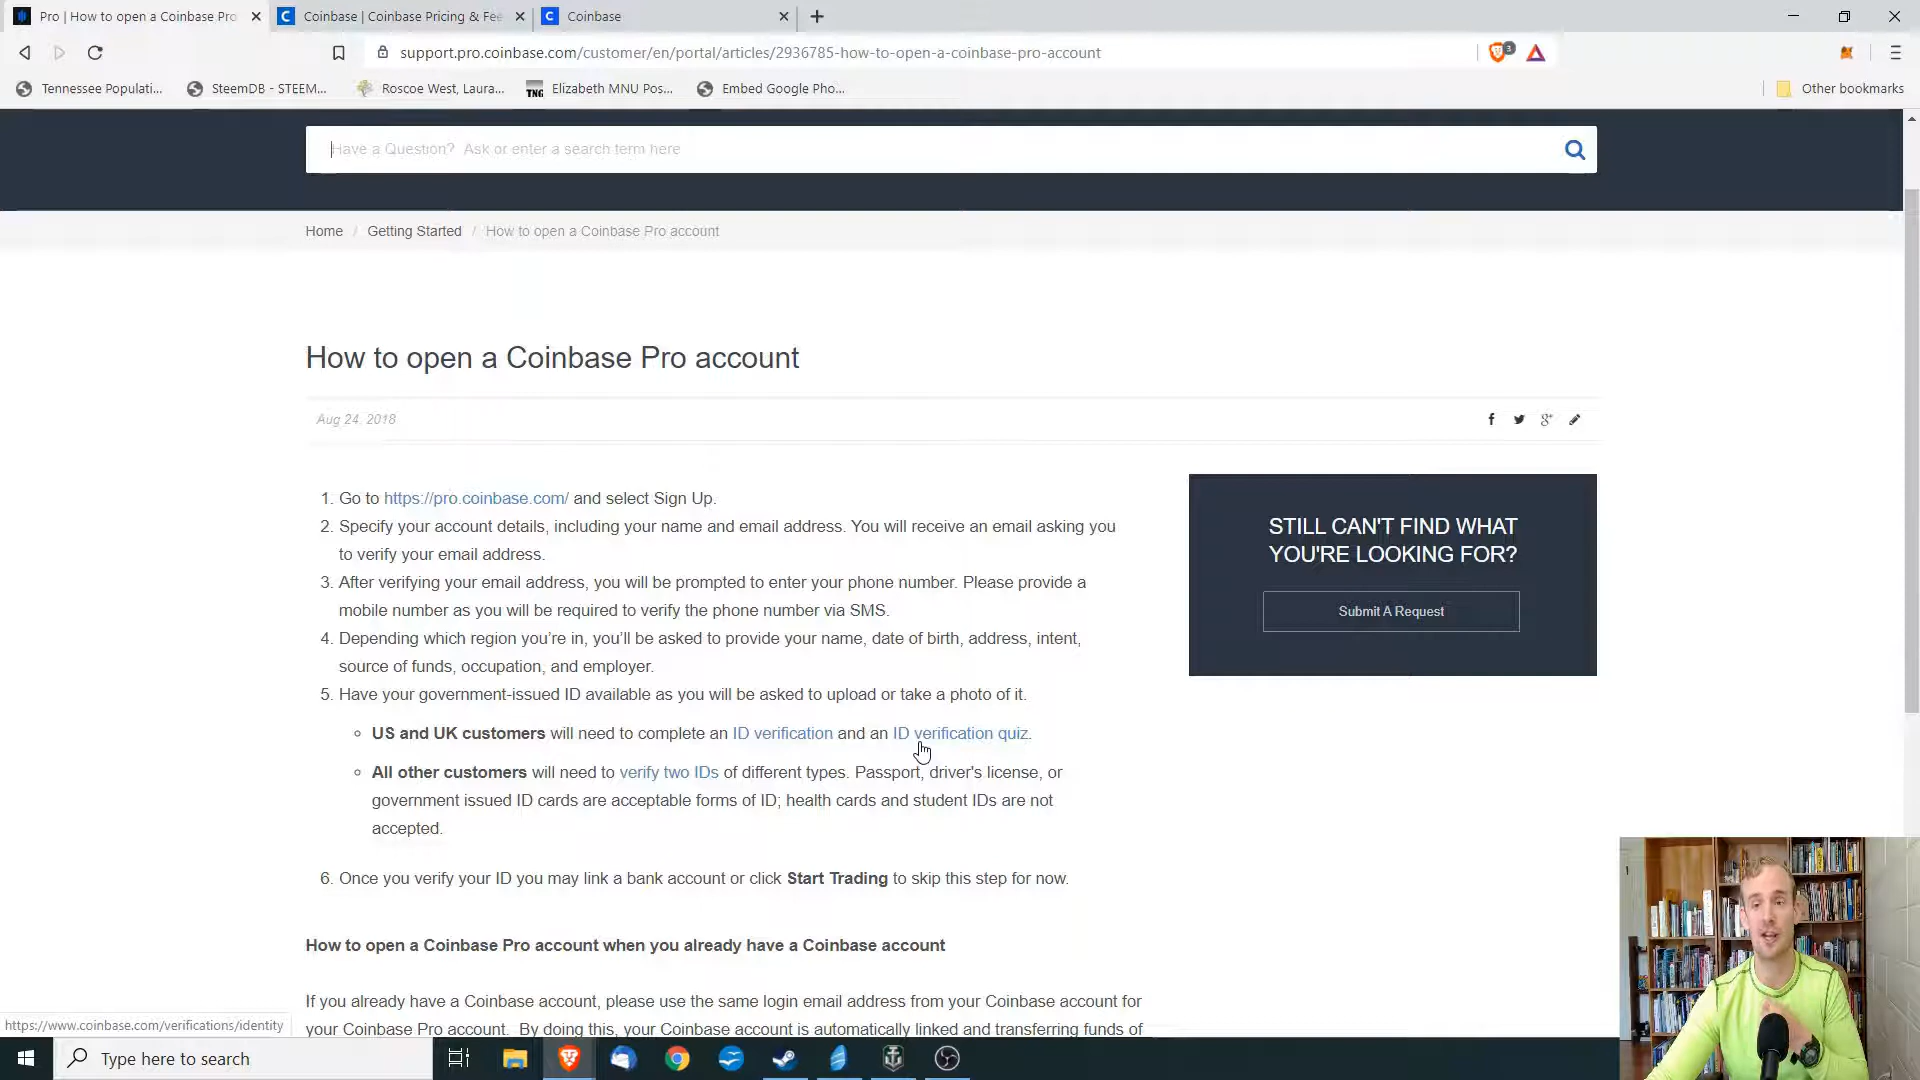 Pro | How to open a Coinbase Pro
Coinbase | Coinbase Pricing & Fee
Coinbase
support.pro.coinbase.com/customer/en/portal/articles/2936785-how-to-open-a-coinbase-pro-account
3
Tennessee Populati...
SteemDB - STEEM...
Roscoe West, Laura...
TNG
Elizabeth MNU Pos...
Embed Google Pho...
Other bookmarks
Have a Question? Ask or enter a search term here
Home / Getting Started / How to open a Coinbase Pro account
How to open a Coinbase Pro account
Aug 24, 2018
1. Go to https://pro.coinbase.com/ and select Sign Up.
2. Specify your account details, including your name and email address. You will receive an email asking you
to verify your email address.
3. After verifying your email address, you will be prompted to enter your phone number. Please provide a
mobile number as you will be required to verify the phone number via SMS.
4. Depending which region you're in, you'll be asked to provide your name, date of birth, address, intent,
source of funds, occupation, and employer.
5. Have your government-issued ID available as you will be asked to upload or take a photo of it.
US and UK customers will need to complete an ID verification and an ID verification quiz.
All other customers will need to verify two IDs of different types. Passport, driver's license, or
government issued ID cards are acceptable forms of ID; health cards and student IDs are not
accepted.
6. Once you verify your ID you may link a bank account or click Start Trading to skip this step for now.
How to open a Coinbase Pro account when you already have a Coinbase account
If you already have a Coinbase account, please use the same login email address from your Coinbase account for
your Coinbase Pro account. By doing this, your Coinbase account is automatically linked and transferring funds of
STILL CAN'T FIND WHAT
YOU'RE LOOKING FOR?
Submit A Request
https://www.coinbase.com/verifications/identity
Type here to search